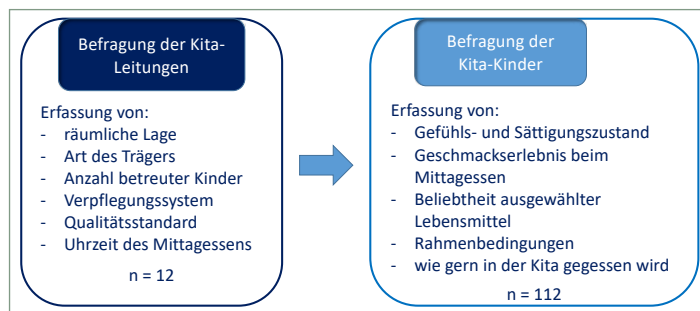 Befragung der Kita-
Leitungen
Erfassung von:
- räumliche Lage
- Art des Trägers
- Anzahl betreuter Kinder
- Verpflegungssystem
- Qualitätsstandard
- Uhrzeit des Mittagessens
n = 12
Befragung der
Kita-Kinder
Erfassung von:
- Gefühls- und Sättigungszustand
- Geschmackserlebnis beim
Mittagessen
- Beliebtheit ausgewählter
Lebensmittel
- Rahmenbedingungen
- wie gern in der Kita gegessen wird
n = 112